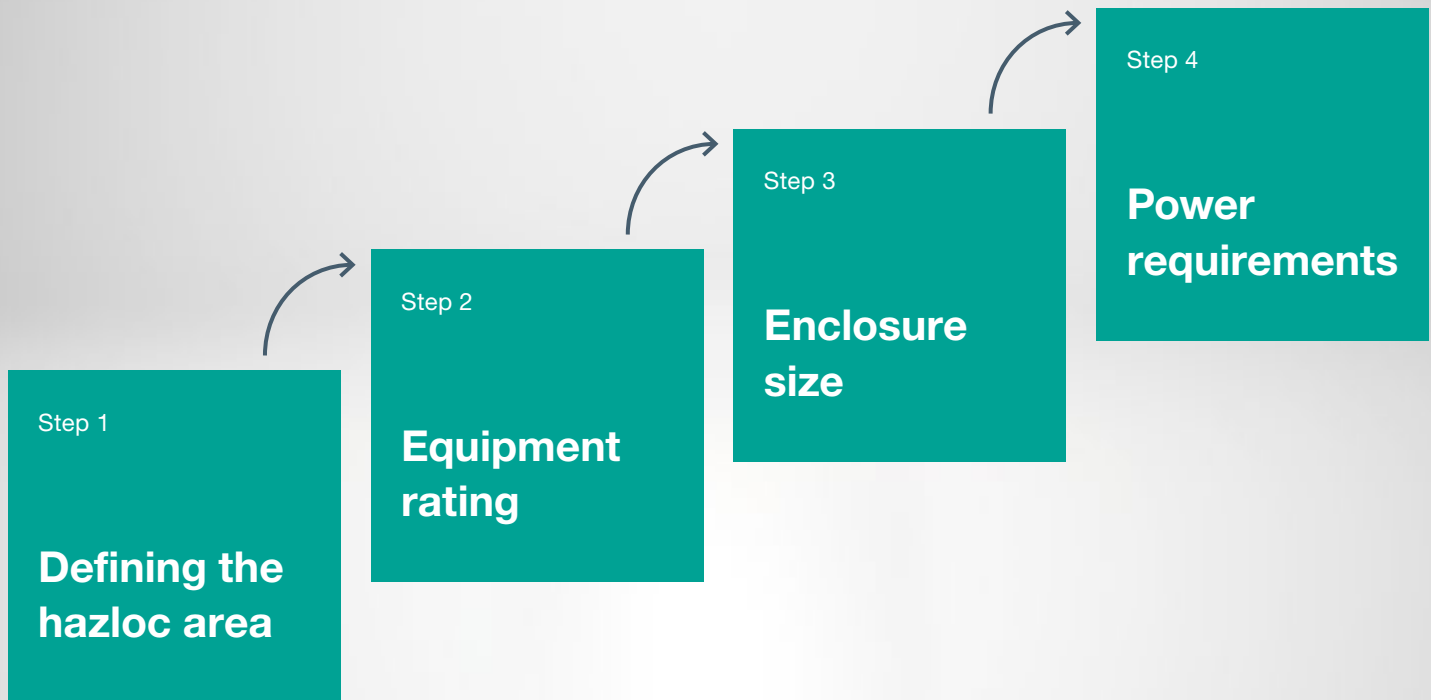 Step 1
Defining the
hazloc area
Step 2
Equipment
rating
Step 3
Enclosure
size
Step 4
Power
requirements